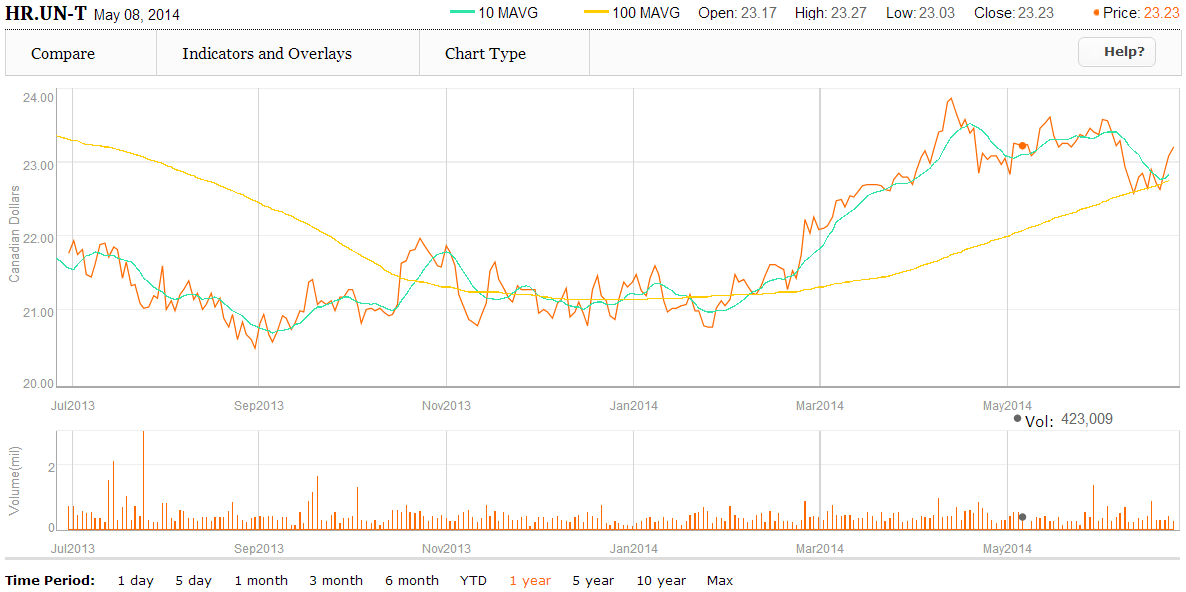 HR.UN-T May 08, 2014 10 MAVG 100 MAVG Open: 23.17 High: 23.27 Low: 23.03 Close: 23.23 Price: 23.23
Compare Indicators and Overlays Chart Type Help?
24.00
23.00
22.00
21.00
20.00
Canadian Dollars
Jul2013 Sep2013 Nov2013 Jan2014 Mar2014 May2014
Vol: 423,009
2
0
Volume(mil)
Jul2013 Sep2013 Nov2013 Jan2014 Mar2014 May2014
Time Period: 1 day 5 day 1 month 3 month 6 month YTD 1 year 5 year 10 year Max